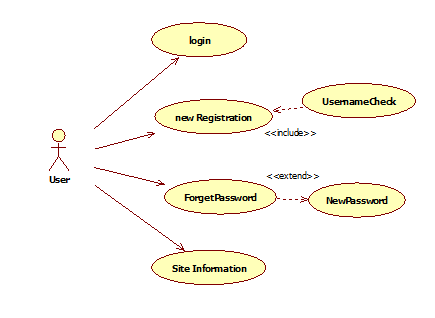 login
new Registration
UsernameCheck
<<include>>
User
ForgetPassword
<<extend>>
NewPassword
Site Information